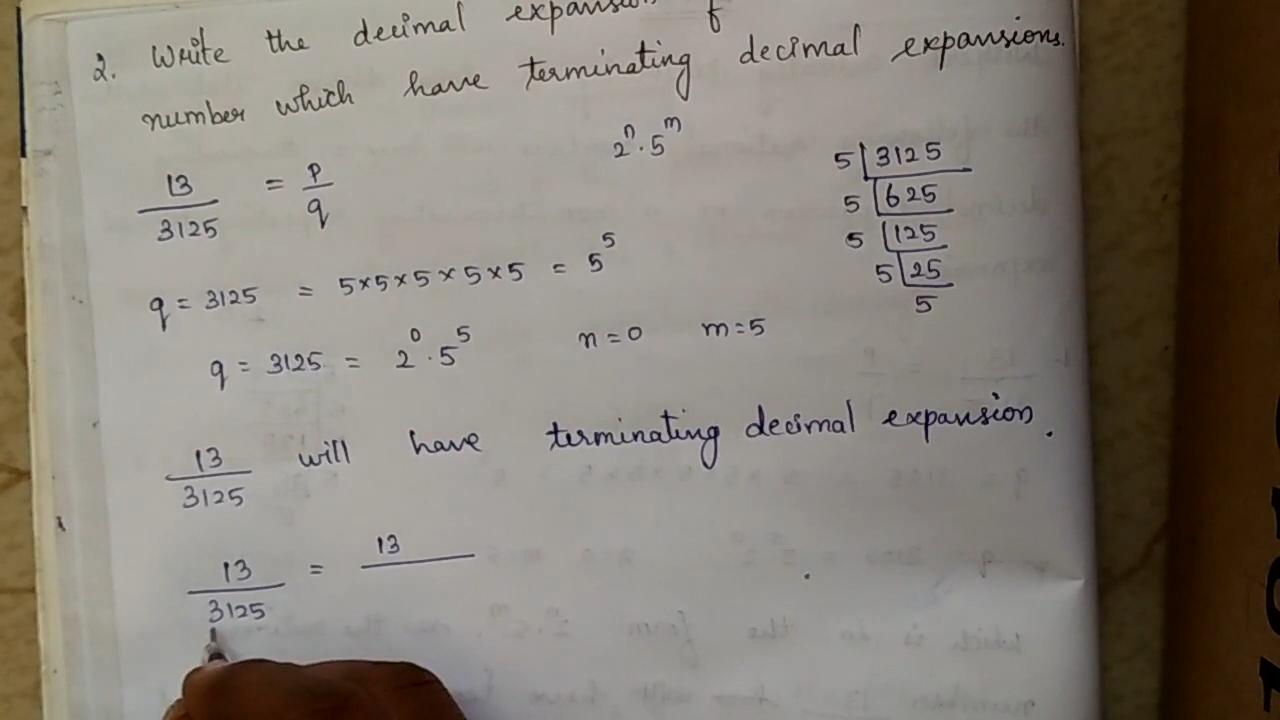 2. Write the decimal expansion of
number which have terminating decimal expansions.
2^n . 5^m
13/3125 = p/q
5 | 3125
5 | 625
5 | 125
5 | 25
5
q = 3125 = 5×5×5×5×5 = 5^5
q = 3125 = 2^0 . 5^5 n=0 m=5
13/3125 will have terminating decimal expansion.
13/3125 = 13/